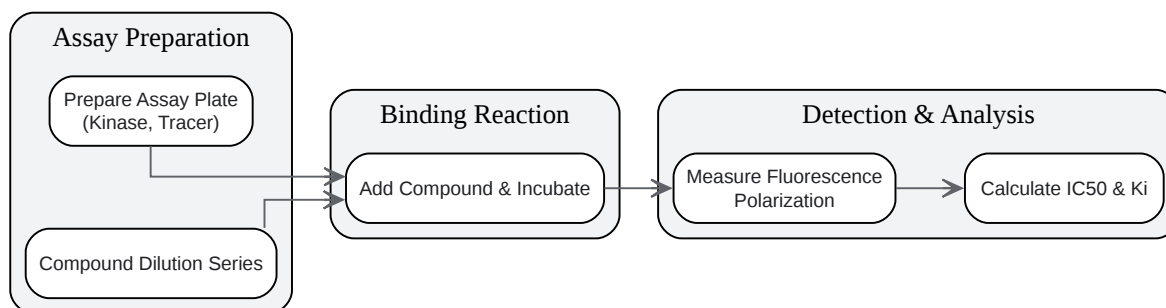 Assay Preparation
Prepare Assay Plate
(Kinase, Tracer)
Compound Dilution Series
Binding Reaction
Add Compound & Incubate
Detection & Analysis
Measure Fluorescence
Polarization
Calculate IC50 & Ki